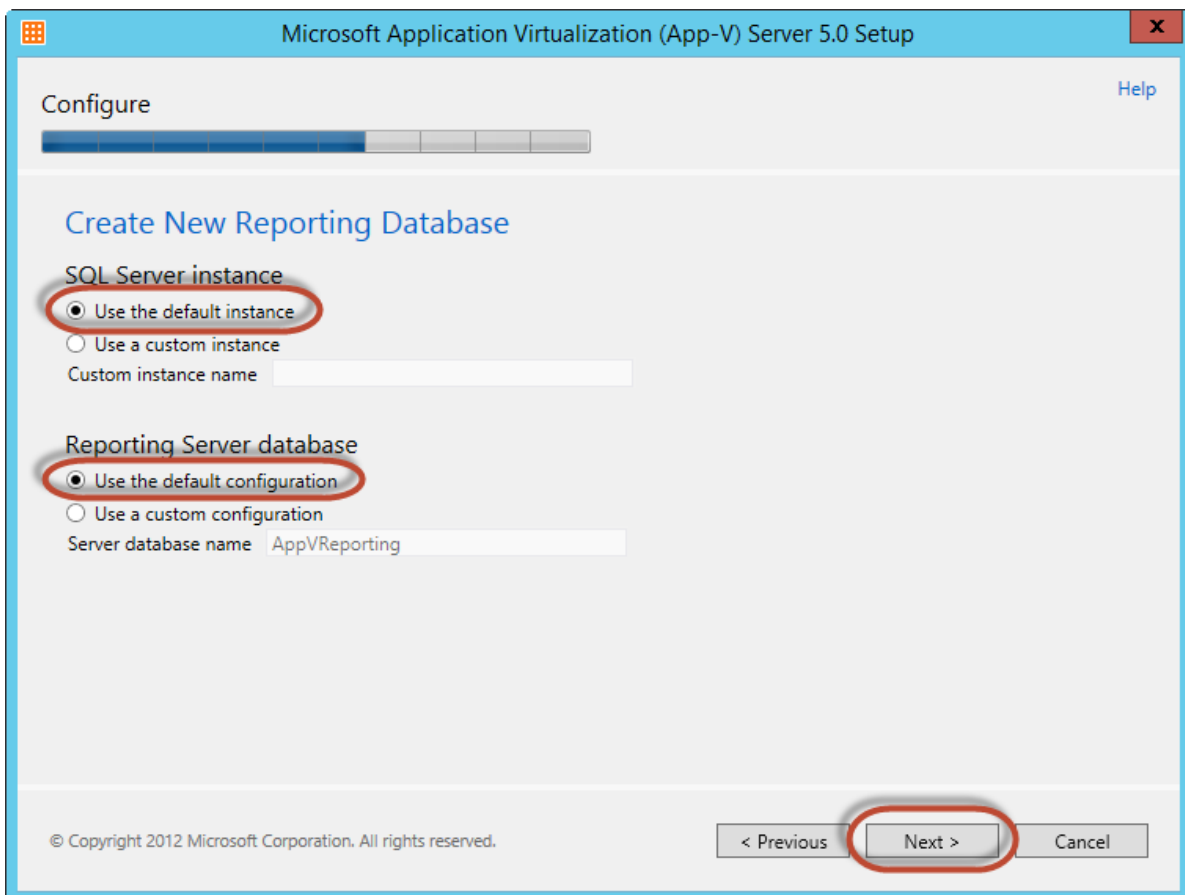 Microsoft Application Virtualization (App-V) Server 5.0 Setup
x
Configure
Help
Create New Reporting Database
SQL Server instance
Use the default instance
Use a custom instance
Custom instance name
Reporting Server database
Use the default configuration
Use a custom configuration
Server database name AppVReporting
© Copyright 2012 Microsoft Corporation. All rights reserved.
< Previous Next > Cancel